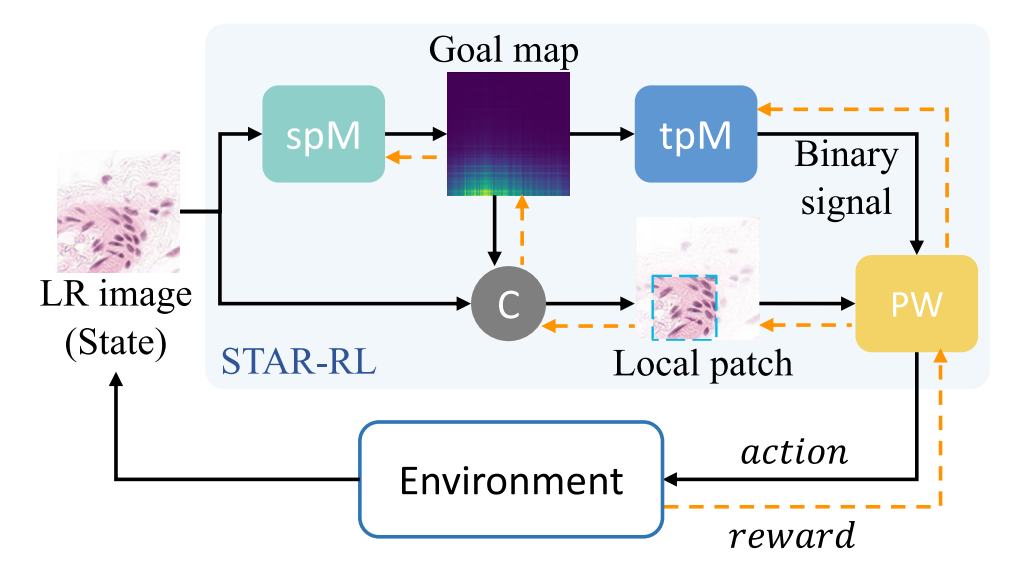 Goal map
spM
tpM
Binary
signal
LR image
(State)
C
PW
Local patch
STAR-RL
action
Environment
reward